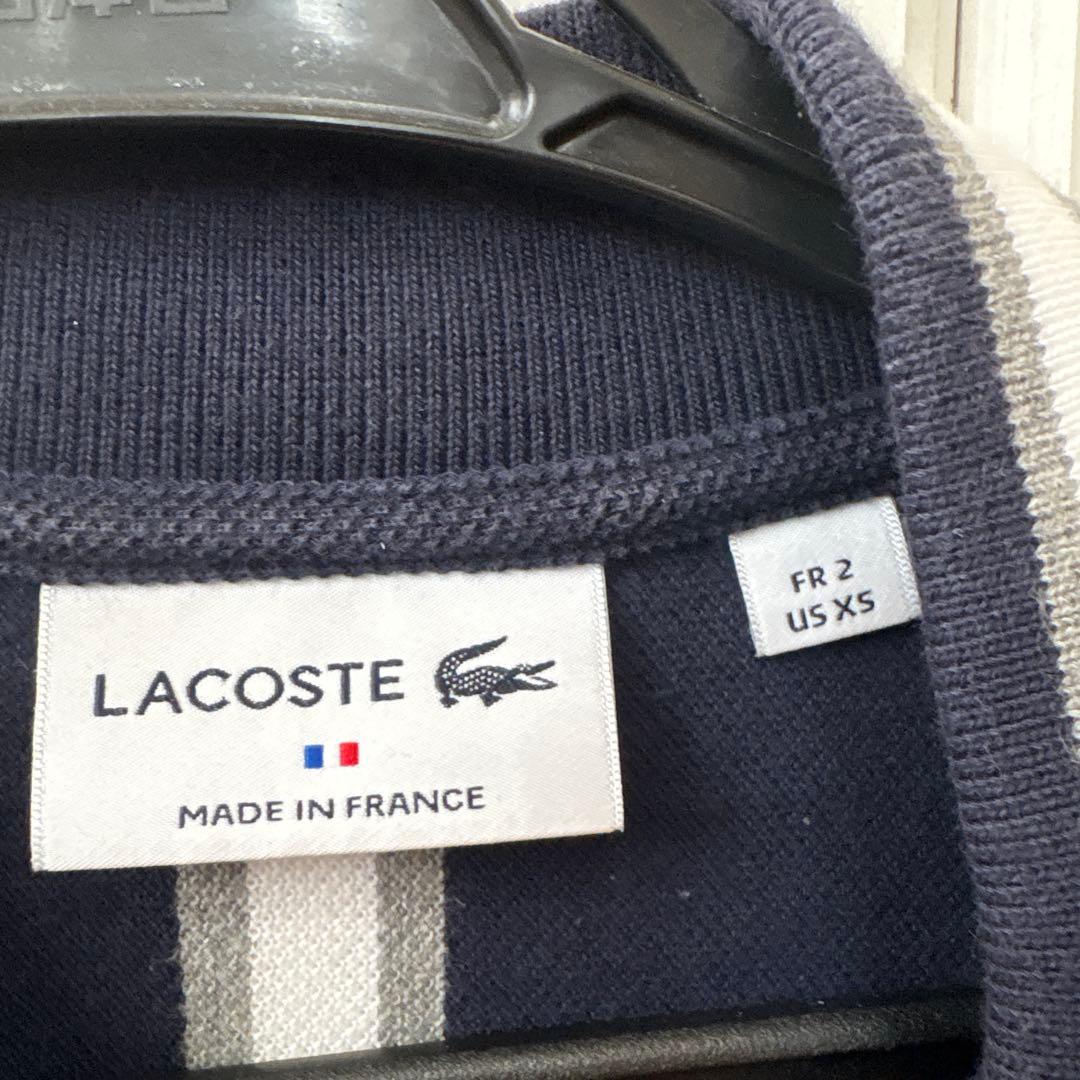 LACOSTE
MADE IN FRANCE
FR 2
US XS